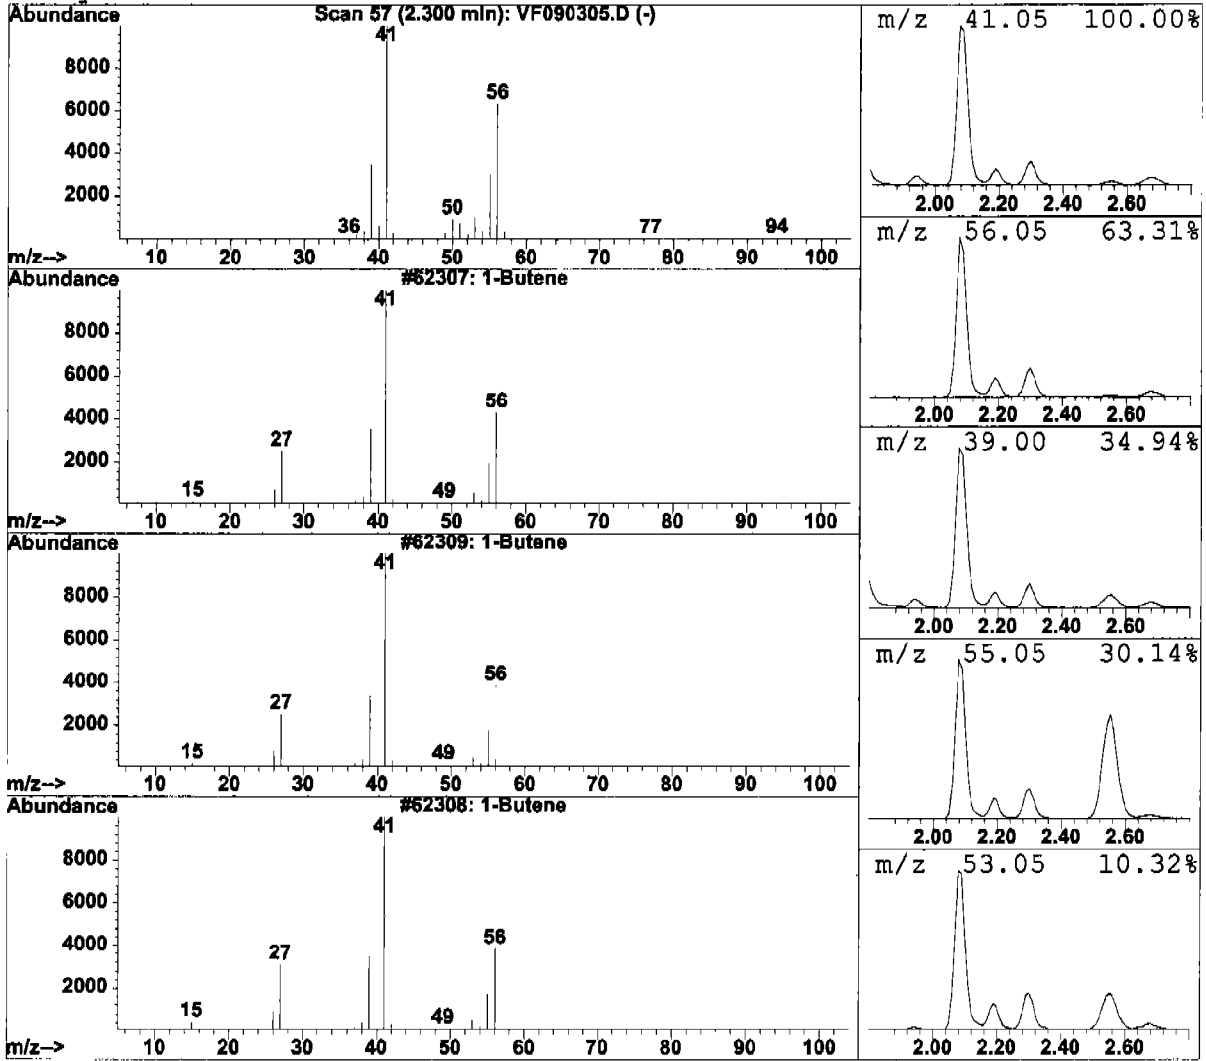 Abundance
Scan 57 (2.300 min): VF090305.D (-)
41
8000
6000
56
4000
2000
50
36
77
94
m/z-->
10 20 30 40 50 60 70 80 90 100
Abundance
#62307: 1-Butene
41
8000
6000
56
4000
27
2000
15
49
m/z-->
10 20 30 40 50 60 70 80 90 100
Abundance
#62309: 1-Butene
41
8000
6000
4000
56
27
2000
15
49
m/z-->
10 20 30 40 50 60 70 80 90 100
Abundance
#62308: 1-Butene
41
8000
6000
4000
56
27
2000
15
49
m/z-->
10 20 30 40 50 60 70 80 90 100
m/z 41.05 100.00%
2.00 2.20 2.40 2.60
m/z 56.05 63.31%
2.00 2.20 2.40 2.60
m/z 39.00 34.94%
2.00 2.20 2.40 2.60
m/z 55.05 30.14%
2.00 2.20 2.40 2.60
m/z 53.05 10.32%
2.00 2.20 2.40 2.60